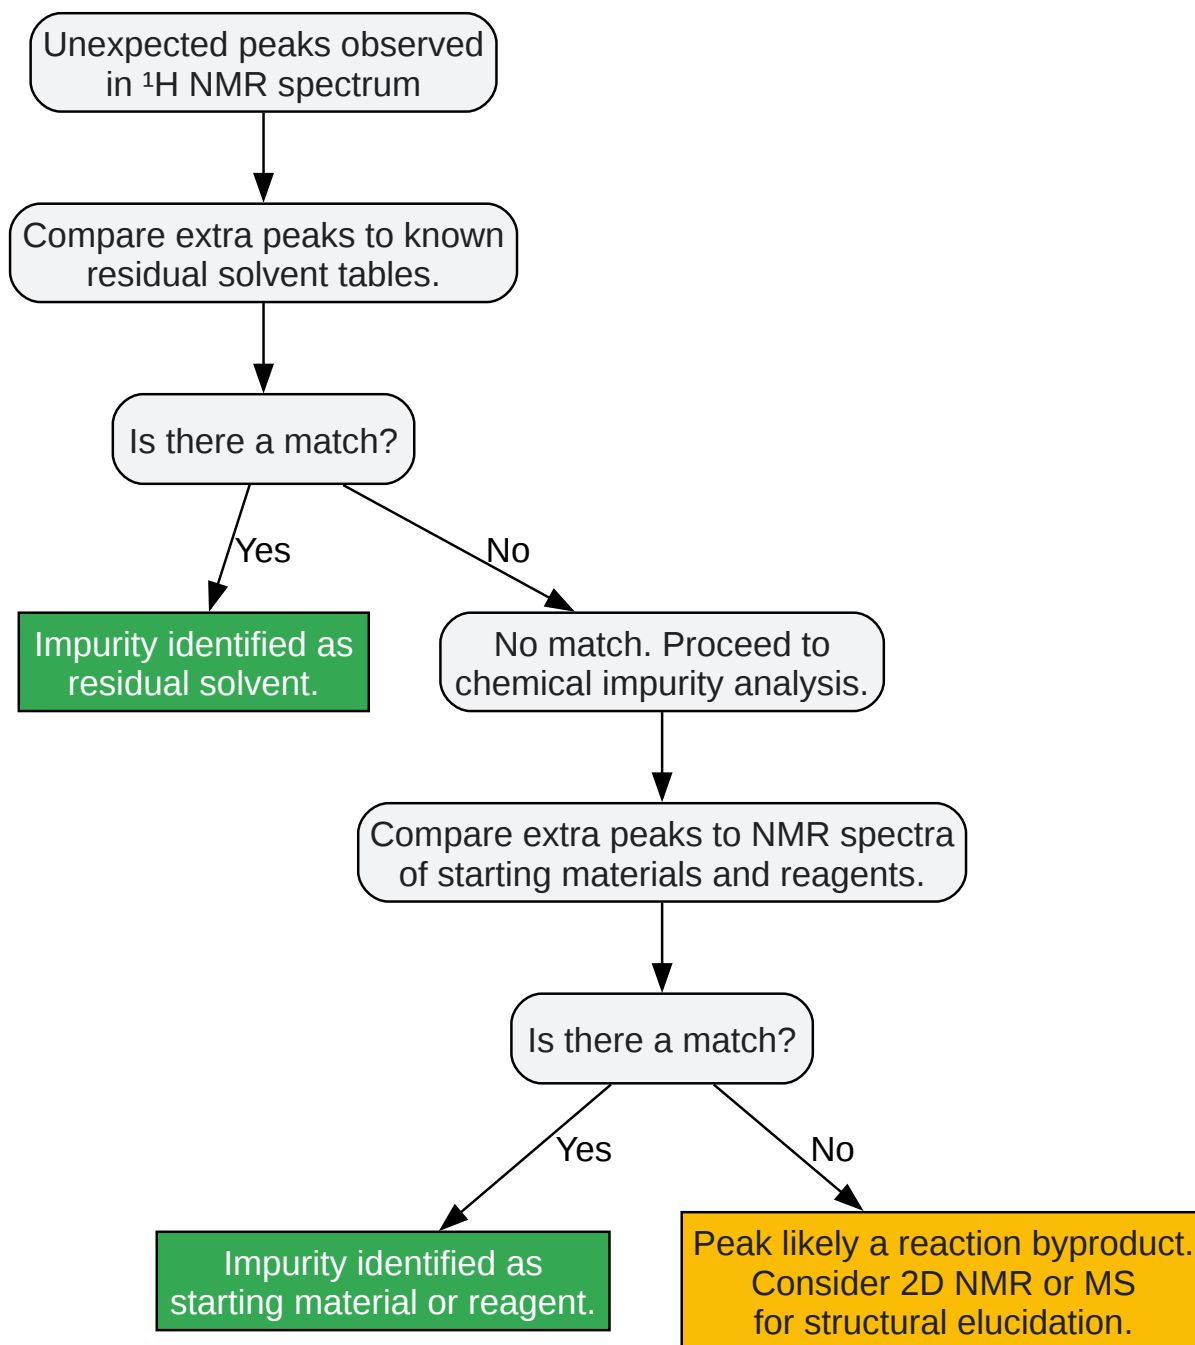 Unexpected peaks observed
in ¹H NMR spectrum
Compare extra peaks to known
residual solvent tables.
Is there a match?
Yes
No
Impurity identified as
residual solvent.
No match. Proceed to
chemical impurity analysis.
Compare extra peaks to NMR spectra
of starting materials and reagents.
Is there a match?
Yes
No
Impurity identified as
starting material or reagent.
Peak likely a reaction byproduct.
Consider 2D NMR or MS
for structural elucidation.